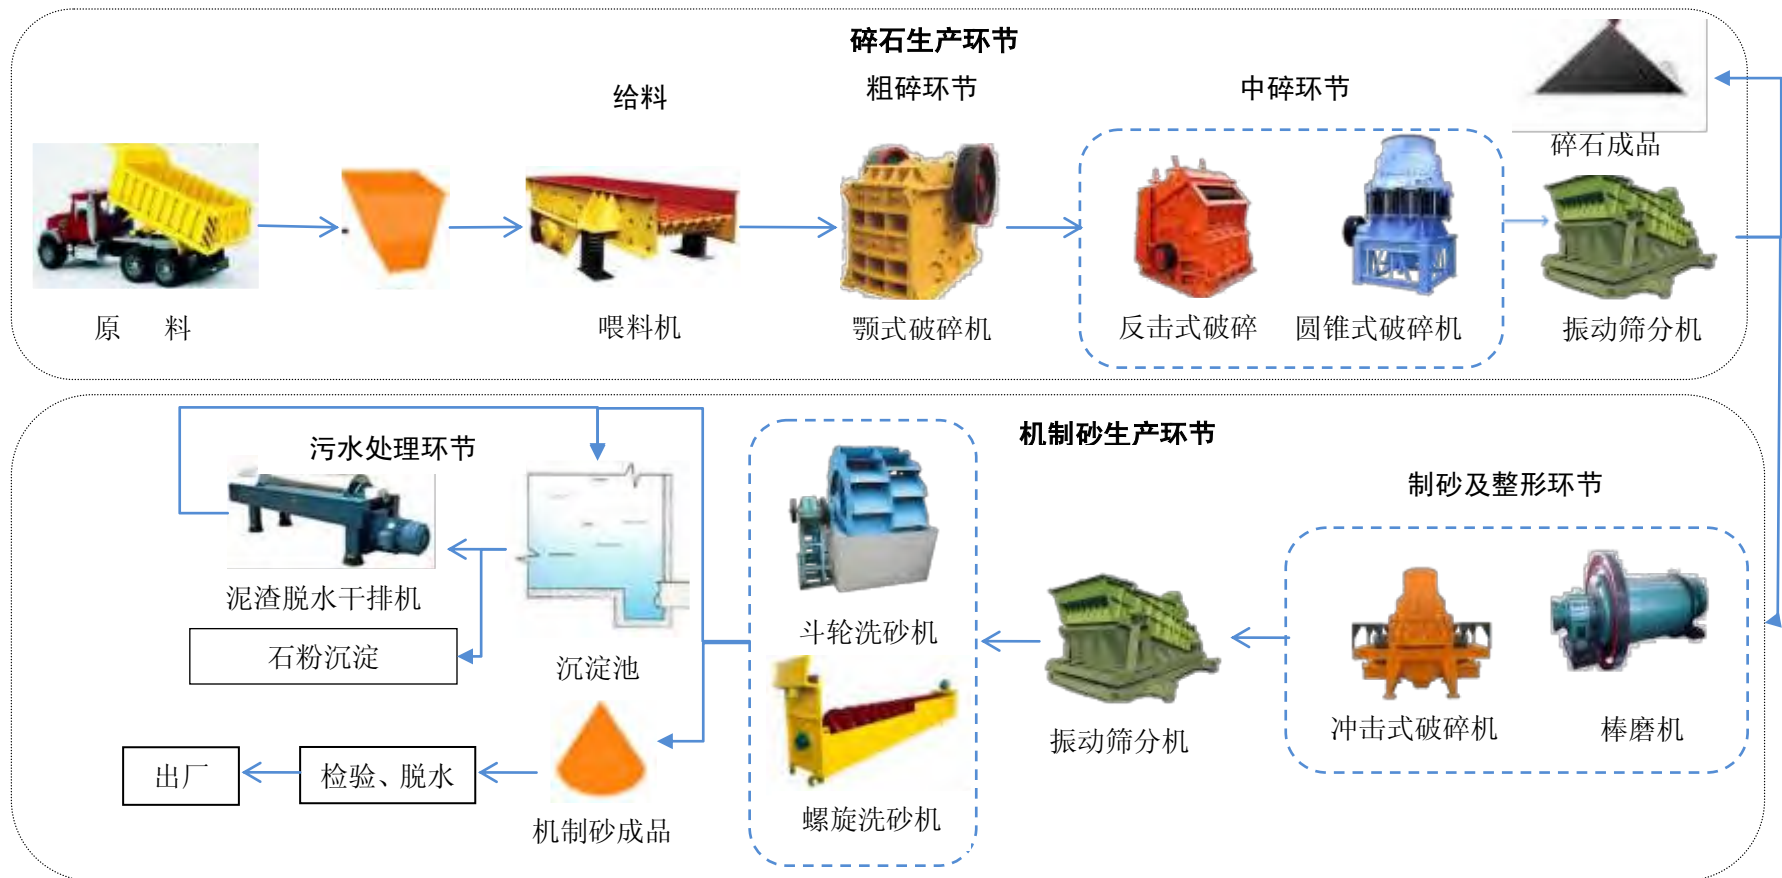 碎石生产环节
给料
粗碎环节
中碎环节
碎石成品
原 料
喂料机
颚式破碎机
反击式破碎
圆锥式破碎机
振动筛分机
机制砂生产环节
污水处理环节
制砂及整形环节
泥渣脱水干排机
石粉沉淀
沉淀池
斗轮洗砂机
振动筛分机
冲击式破碎机
棒磨机
出厂
检验、脱水
机制砂成品
螺旋洗砂机